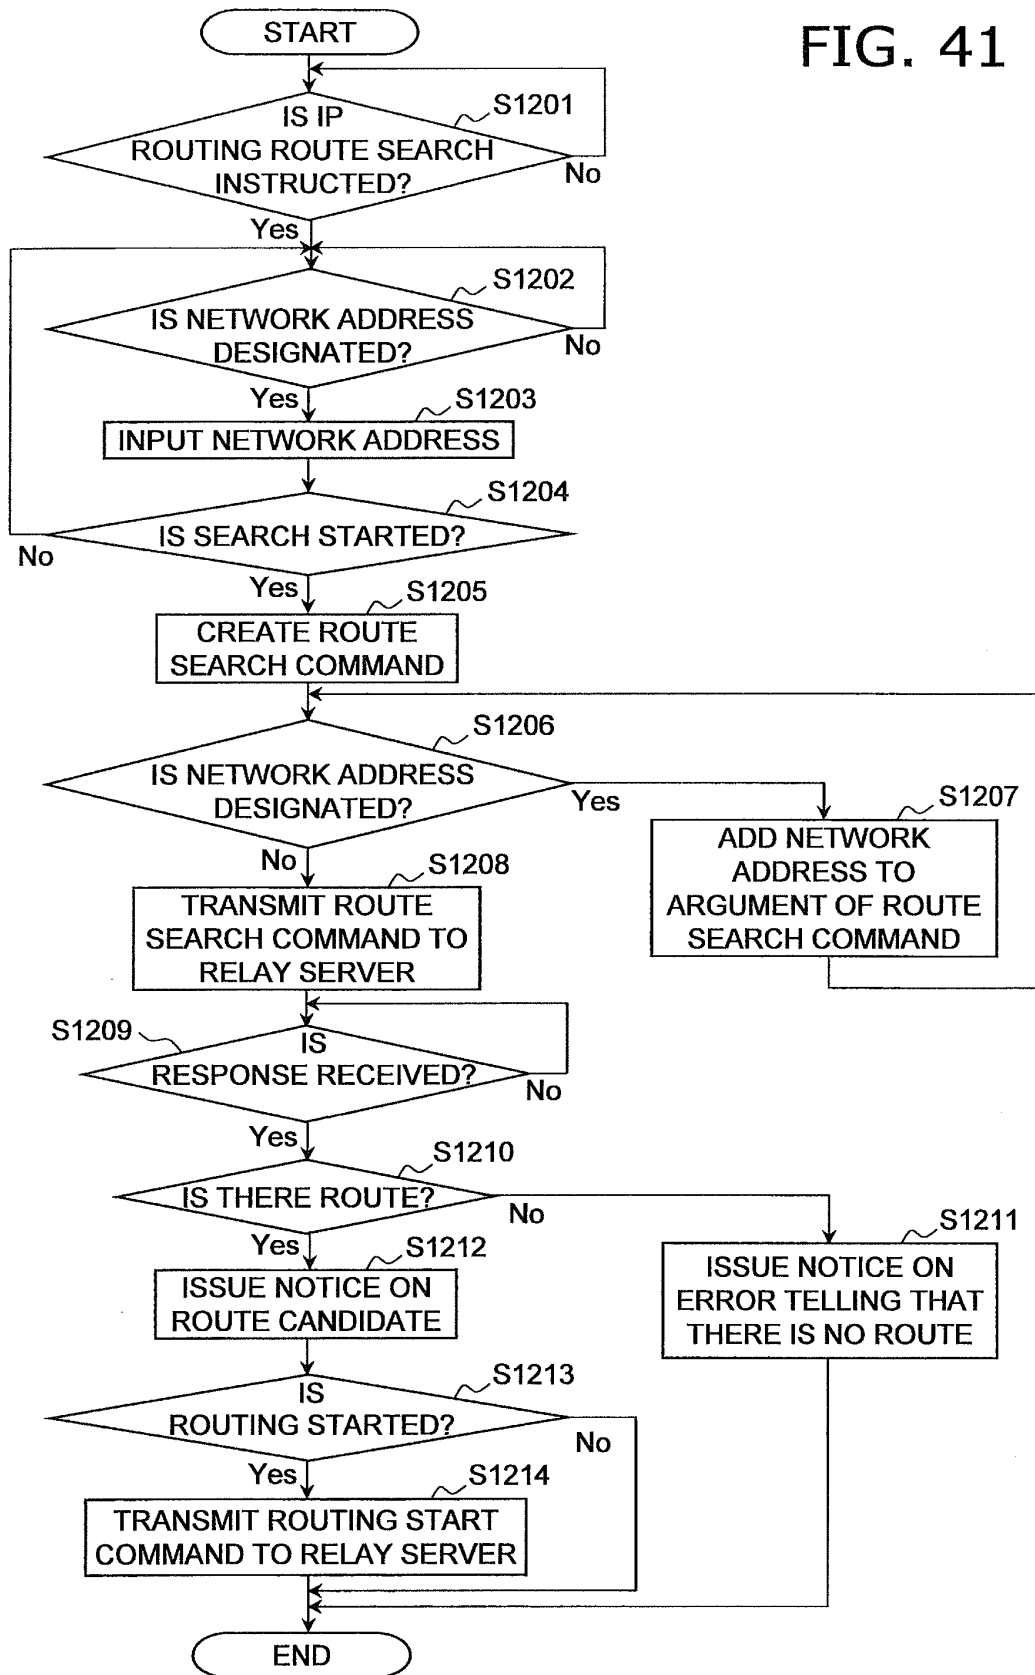 FIG. 41
START
S1201
IS IP
ROUTING ROUTE SEARCH
INSTRUCTED?
No
Yes
S1202
IS NETWORK ADDRESS
DESIGNATED?
No
Yes
S1203
INPUT NETWORK ADDRESS
S1204
IS SEARCH STARTED?
No
Yes
S1205
CREATE ROUTE
SEARCH COMMAND
S1206
IS NETWORK ADDRESS
DESIGNATED?
Yes
S1207
ADD NETWORK
ADDRESS TO
ARGUMENT OF ROUTE
SEARCH COMMAND
No
S1208
TRANSMIT ROUTE
SEARCH COMMAND TO
RELAY SERVER
S1209
IS
RESPONSE RECEIVED?
No
Yes
S1210
IS THERE ROUTE?
No
S1211
ISSUE NOTICE ON
ERROR TELLING THAT
THERE IS NO ROUTE
Yes
S1212
ISSUE NOTICE ON
ROUTE CANDIDATE
S1213
IS
ROUTING STARTED?
No
Yes
S1214
TRANSMIT ROUTING START
COMMAND TO RELAY SERVER
END